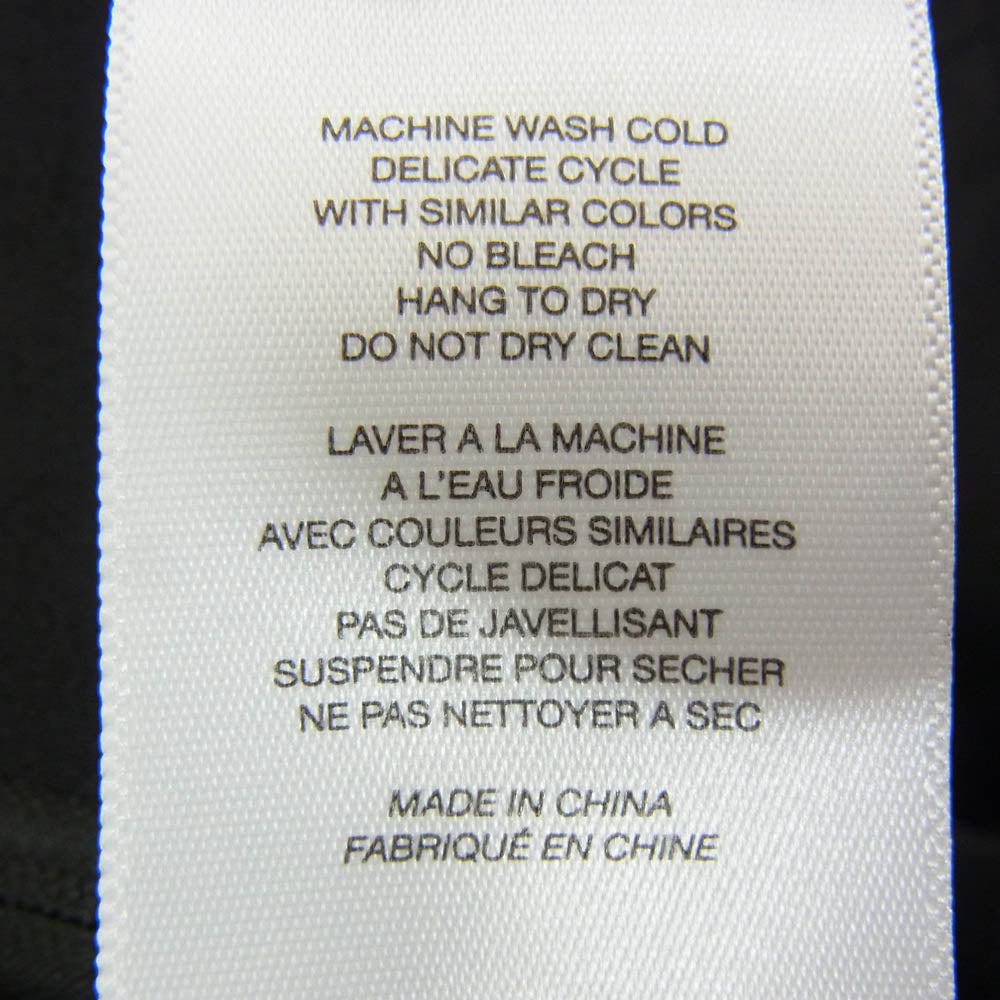 MACHINE WASH COLD
DELICATE CYCLE
WITH SIMILAR COLORS
NO BLEACH
HANG TO DRY
DO NOT DRY CLEAN
LAVER A LA MACHINE
A L'EAU FROIDE
AVEC COULEURS SIMILAIRES
CYCLE DELICAT
PAS DE JAVELLISANT
SUSPENDRE POUR SECHER
NE PAS NETTOYER A SEC
MADE IN CHINA
FABRIQUÉ EN CHINE